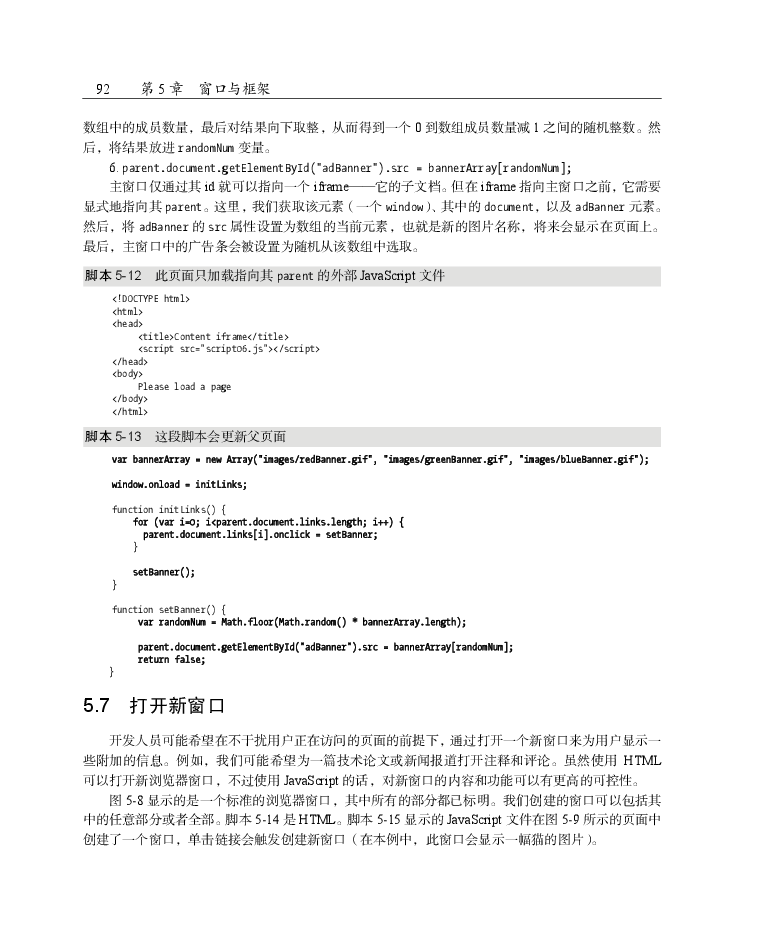 92 第 5 章 窗口与框架
数组中的成员数量，最后对结果向下取整，从而得到一个 0 到数组成员数量减 1 之间的随机整数。然
后，将结果放进 randomNum 变量。
6. parent.document.getElementById("adBanner").src = bannerArray[randomNum];
主窗口仅通过其 id 就可以指向一个 iframe——它的子文档。但在 iframe 指向主窗口之前，它需要
显式地指向其 parent。这里，我们获取该元素（一个 window）、其中的 document，以及 adBanner 元素。
然后，将 adBanner 的 src 属性设置为数组的当前元素，也就是新的图片名称，将来会显示在页面上。
最后，主窗口中的广告条会被设置为随机从该数组中选取。
脚本 5-12 此页面只加载指向其 parent 的外部 JavaScript 文件
<!DOCTYPE html>
<html>
<head>
<title>Content iframe</title>
<script src="script06.js"></script>
</head>
<body>
Please load a page
</body>
</html>
脚本 5-13 这段脚本会更新父页面
var bannerArray = new Array("images/redBanner.gif", "images/greenBanner.gif", "images/blueBanner.gif");
window.onload = initLinks;
function initLinks() {
for (var i=0; i<parent.document.links.length; i++) {
parent.document.links[i].onclick = setBanner;
}
setBanner();
}
function setBanner() {
var randomNum = Math.floor(Math.random() * bannerArray.length);
parent.document.getElementById("adBanner").src = bannerArray[randomNum];
return false;
}
5.7 打开新窗口
开发人员可能希望在不干扰用户正在访问的页面的前提下，通过打开一个新窗口来为用户显示一
些附加的信息。例如，我们可能希望为一篇技术论文或新闻报道打开注释和评论。虽然使用 HTML
可以打开新浏览器窗口，不过使用 JavaScript 的话，对新窗口的内容和功能可以有更高的可控性。
图 5-8 显示的是一个标准的浏览器窗口，其中所有的部分都已标明。我们创建的窗口可以包括其
中的任意部分或者全部。脚本 5-14 是 HTML。脚本 5-15 显示的 JavaScript 文件在图 5-9 所示的页面中
创建了一个窗口，单击链接会触发创建新窗口（在本例中，此窗口会显示一幅猫的图片）。